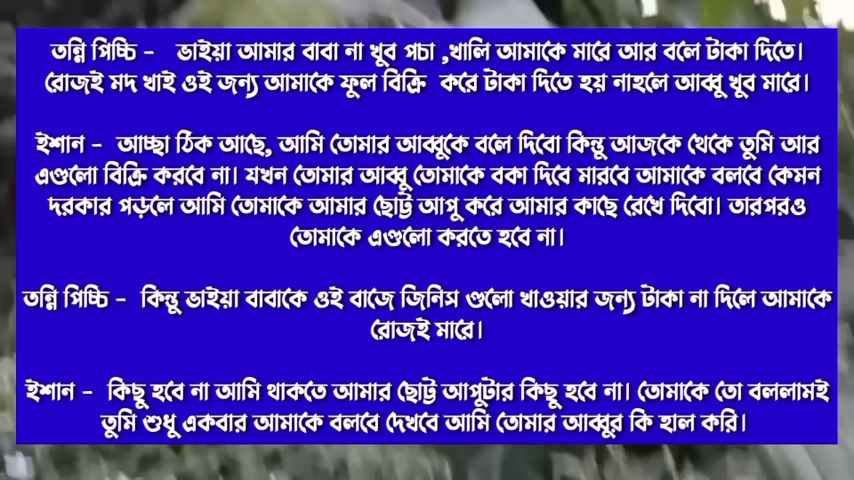 তন্নি পিচ্চি - ভাইয়া আমার বাবা না খুব পচা ,খালি আমাকে মারে আর বলে টাকা দিতে।
রোজই মদ খাই ওই জন্য আমাকে ফুল বিক্রি করে টাকা দিতে হয় নাহলে আব্বু খুব মারে।
ইশান - আচ্ছা ঠিক আছে, আমি তোমার আব্বুকে বলে দিবো কিন্তু আজকে থেকে তুমি আর
এগুলো বিক্রি করবে না। যখন তোমার আব্বু তোমাকে বকা দিবে মারবে আমাকে বলবে কেমন
দরকার পড়লে আমি তোমাকে আমার ছোট্ট আপু করে আমার কাছে রেখে দিবো। তারপরও
তোমাকে এগুলো করতে হবে না।
তন্নি পিচ্চি - কিন্তু ভাইয়া বাবাকে ওই বাজে জিনিস গুলো খাওয়ার জন্য টাকা না দিলে আমাকে
রোজই মারে।
ইশান - কিছু হবে না আমি থাকতে আমার ছোট্ট আপুটার কিছু হবে না। তোমাকে তো বললামই
তুমি শুধু একবার আমাকে বলবে দেখবে আমি তোমার আব্বুর কি হাল করি।